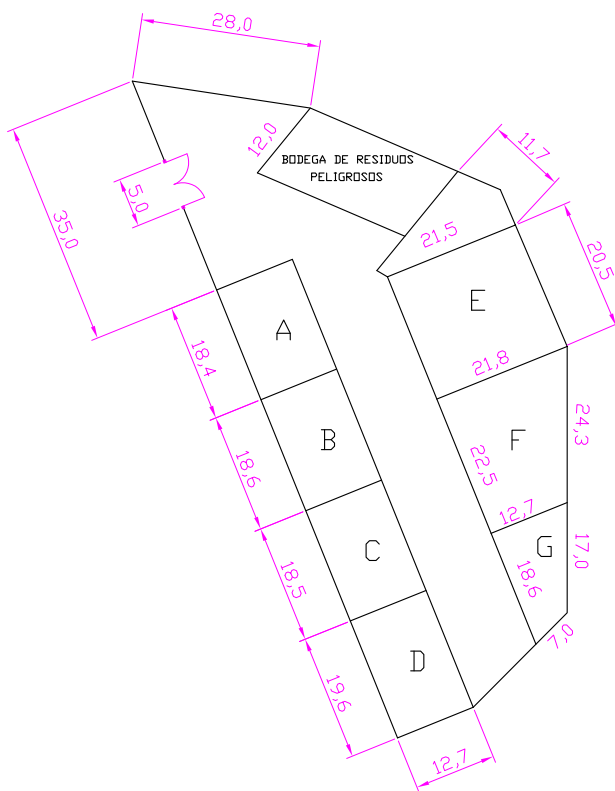 28,0
12,0
BODEGA DE RESIDUOS
PELIGROSOS
11,7
5,0
35,0
21,5
20,5
E
A
18,4
21,8
B
F
24,3
18,6
22,5
12,7
C
G
17,0
18,5
18,6
D
7,0
19,6
12,7